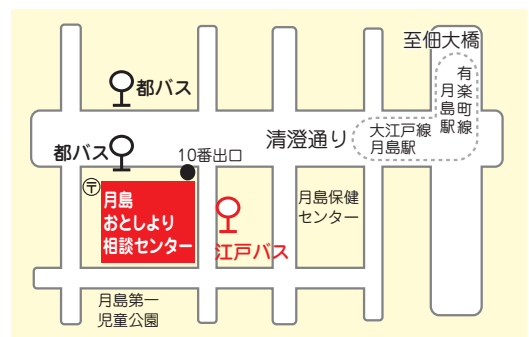 至佃大橋
都バス
有楽町線
月島駅
清澄通り
大江戸線
月島駅
都バス
10番出口
〒
月島
おとしより
相談センター
江戸バス
月島保健
センター
月島第一
児童公園